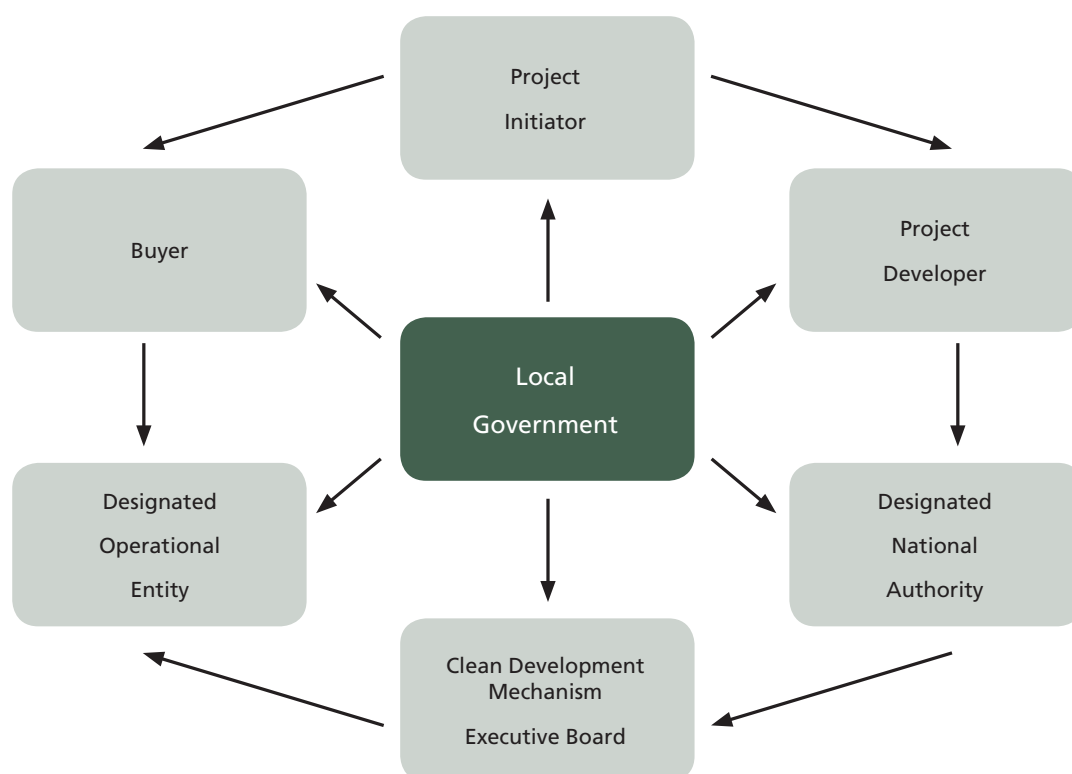 Project
Initiator
Buyer
Project
Developer
Local
Government
Designated
Operational
Entity
Designated
National
Authority
Clean Development
Mechanism
Executive Board